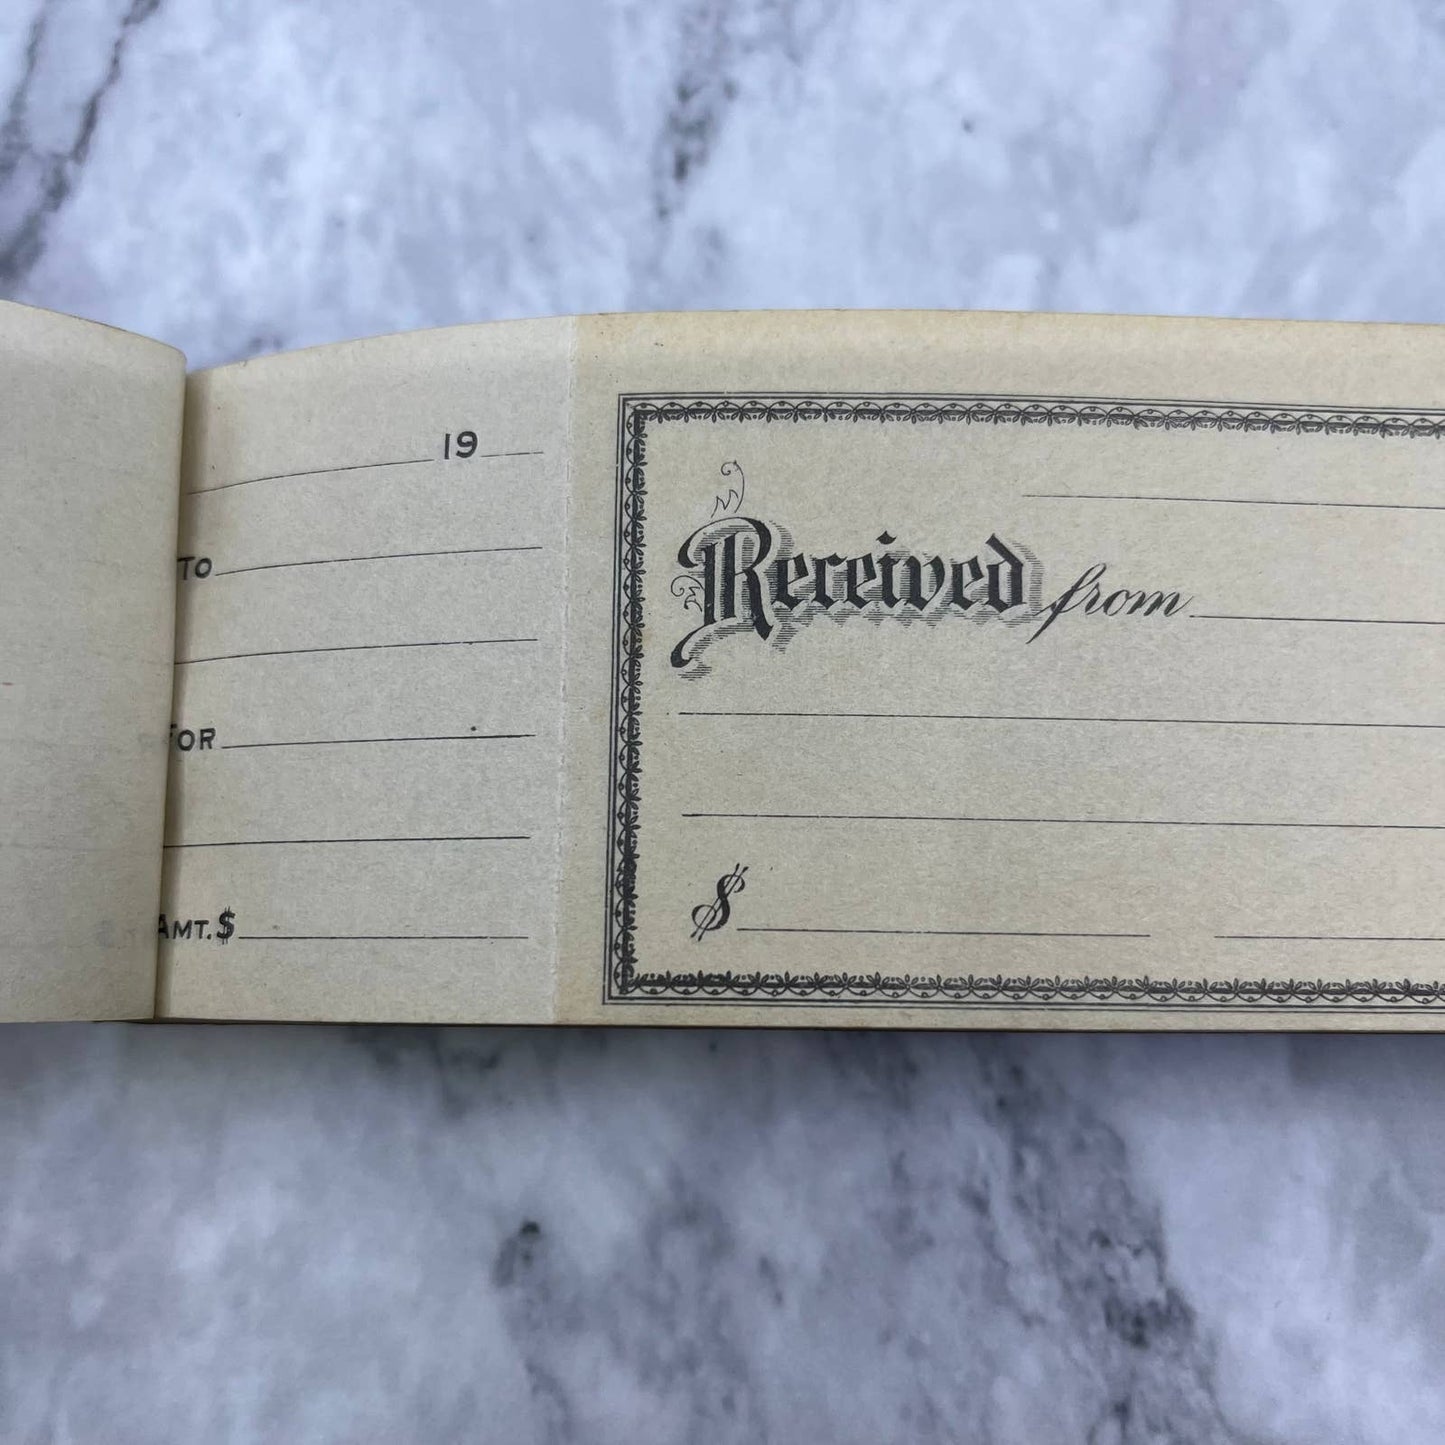 19
TO
FOR
AMT. $
Received from
$